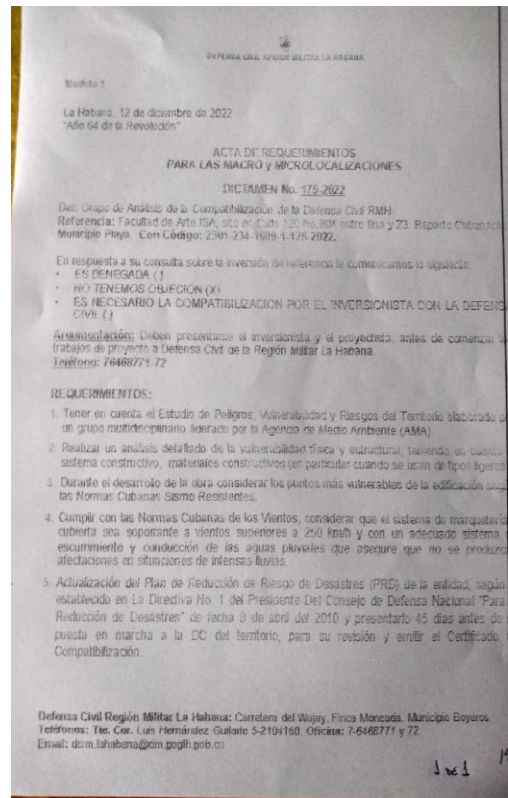 DEFENSA CIVIL REGION MILITAR LA HABANA
Modelo 1
La Habana, 12 de diciembre de 2022
"Año 64 de la Revolución"
ACTA DE REQUERIMIENTOS
PARA LAS MACRO y MICROLOCALIZACIONES
DICTAMEN No. 175-2022
Del: Grupo de Análisis de la Compatibilización de la Defensa Civil RMH
Referencia: Facultad de Arte ISA, sito en Calle 120 No.904 entre 9na y 23. Reparto
Municipio Playa. Con Código: 2301-234-1609-1-126-2022.
En respuesta a su consulta sobre la inversión de referencia le comunicamos lo siguiente:
• ES DENEGADA ( )
• NO TENEMOS OBJECIÓN (X)
• ES NECESARIO LA COMPATIBILIZACION POR EL INVERSIONISTA CON LA DEFENS
CIVIL ( )
Argumentación: Deben presentarse el inversionista y el proyectista, antes de comenzar
trabajos de proyecto a Defensa Civil de la Región Militar La Habana.
Teléfono: 76468771-72
REQUERIMIENTOS:
1. Tener en cuenta el Estudio de Peligros, Vulnerabilidad y Riesgos del Territorio elaborado
un grupo multidisciplinario liderado por la Agencia de Medio Ambiente (AMA)
2. Realizar un análisis detallado de la vulnerabilidad física y estructural, teniendo en cuenta
sistema constructivo, materiales constructivos (en particular cuando se usan de tipos ligeros
3. Durante el desarrollo de la obra considerar los puntos más vulnerables de la edificación
las Normas Cubanas Sismo Resistentes.
4. Cumplir con las Normas Cubanas de los Vientos, considerar que el sistema de marquetería
cubierta sea soportante a vientos superiores a 250 km/h y con un adecuado sistema
escurrimiento y conducción de las aguas pluviales que asegure que no se produzca
afectaciones en situaciones de intensas lluvias.
5. Actualización del Plan de Reducción de Riesgo de Desastres (PRD) de la entidad, según
establecido en La Directiva No. 1 del Presidente Del Consejo de Defensa Nacional "Para
Reducción de Desastres" de fecha 8 de abril del 2010 y presentarlo 45 días antes de
puesta en marcha a la DC del territorio, para su revisión y emitir el Certificado
Compatibilización.
Defensa Civil Región Militar La Habana: Carretera del Wajay, Finca Moncada, Municipio Boyeros
Teléfonos: Tte. Cor. Luis Hernández Guilarte 5-2104160. Oficina: 7-6468771 y 72
Email: dcrm.lahabana@dcm.poglh.gob.cu
1 de 1